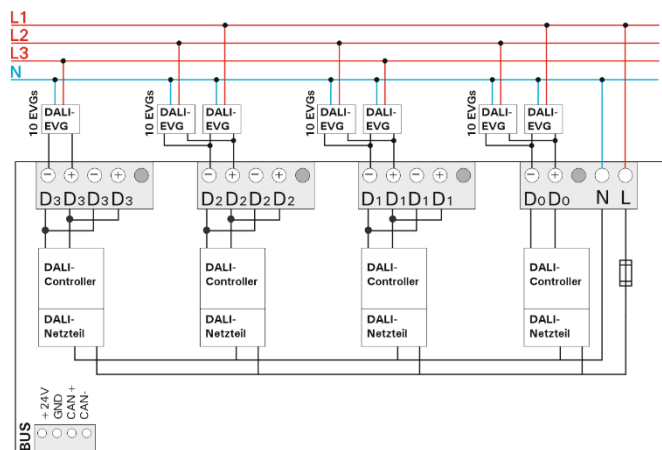 L1
L2
L3
N
10 EVGs
DALI-
EVG
10 EVGs
DALI-
EVG
DALI-
EVG
10 EVGs
DALI-
EVG
DALI-
EVG
10 EVGs
DALI-
EVG
DALI-
EVG
D3 D3 D3 D3
D2 D2 D2 D2
D1 D1 D1 D1
D0 D0 N L
DALI-
Controller
DALI-
Netzteil
DALI-
Controller
DALI-
Netzteil
DALI-
Controller
DALI-
Netzteil
DALI-
Controller
DALI-
Netzteil
+24V
GND
CAN+
CAN-
BUS